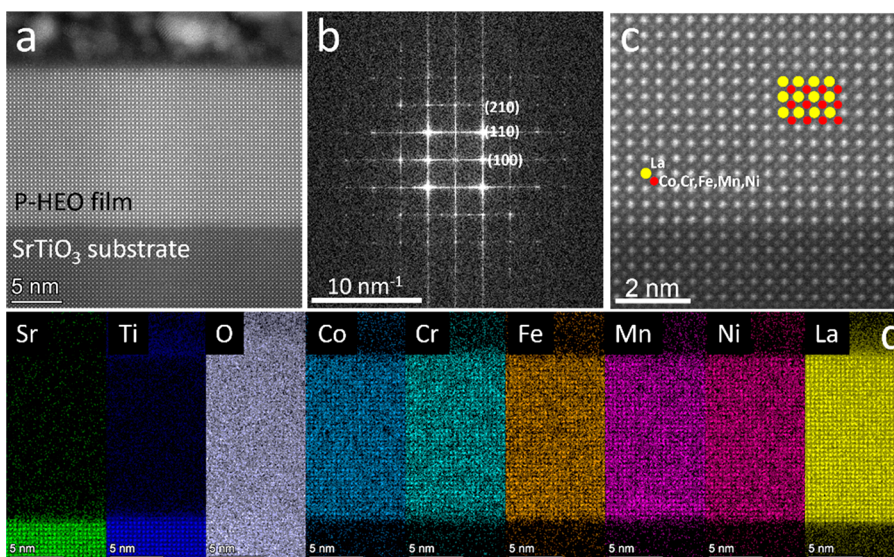 a
P-HEO film
SrTiO₃ substrate
5 nm
b
(210)
(110)
(100)
10 nm⁻¹
c
La
Co,Cr,Fe,Mn,Ni
2 nm
Sr Ti O Co Cr Fe Mn Ni La
5 nm 5 nm 5 nm 5 nm 5 nm 5 nm 5 nm 5 nm 5 nm